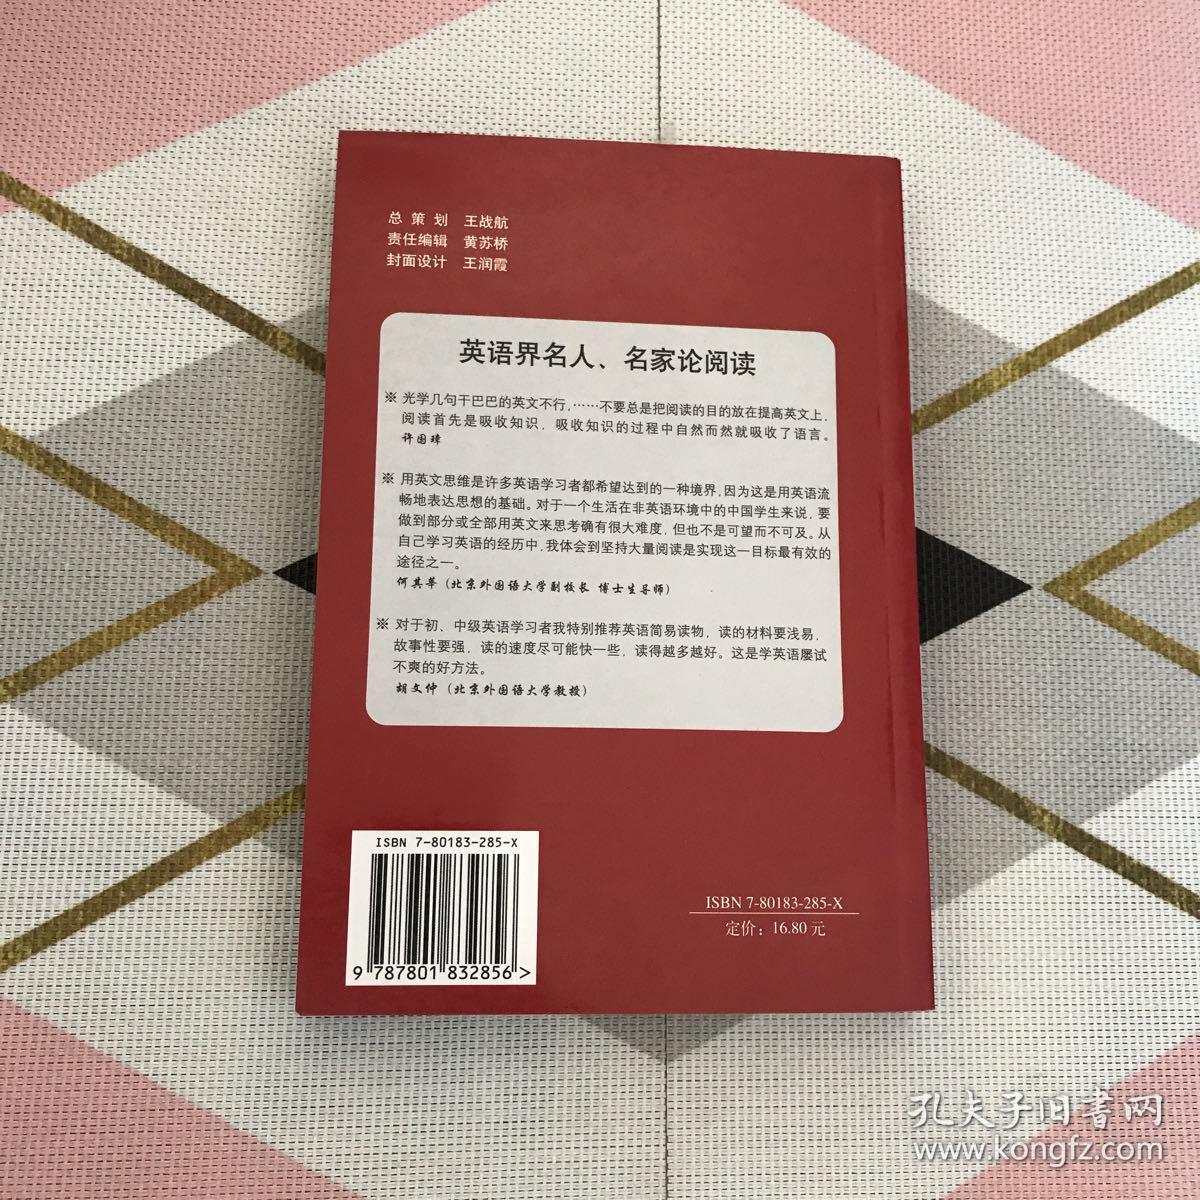 总策划 王战航
责任编辑 黄苏桥
封面设计 王润霞
英语界名人、名家论阅读
※ 光学几句干巴巴的英文不行，……不要总是把阅读的目的放在提高英文上，
阅读首先是吸收知识，吸收知识的过程中自然而然就吸收了语言。
许国璋
※ 用英文思维是许多英语学习者都希望达到的一种境界，因为这是用英语流
畅地表达思想的基础。对于一个生活在非英语环境中的中国学生来说，要
做到部分或全部用英文来思考确有很大难度，但也不是可望而不可及。从
自己学习英语的经历中，我体会到坚持大量阅读是实现这一目标最有效的
途径之一。
何其莘（北京外国语大学副校长 博士生导师）
※ 对于初、中级英语学习者我特别推荐英语简易读物，读的材料要浅易，
故事性要强，读的速度尽可能快一些，读得越多越好。这是学英语屡试
不爽的好方法。
胡文仲（北京外国语大学教授）
ISBN 7-80183-285-X
9 787801 832856 >
ISBN 7-80183-285-X
定价：16.80 元
孔夫子旧书网
www.kongfz.com